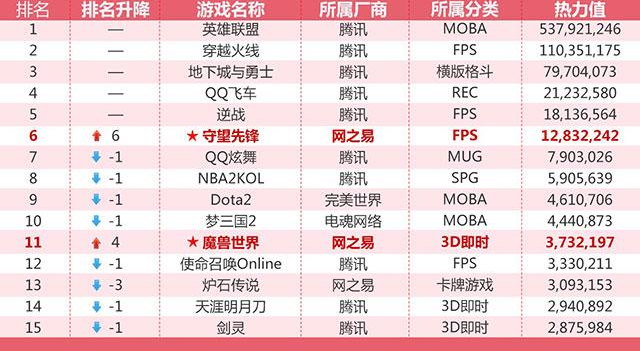 排名 排名升降 游戏名称 所属厂商 所属分类 热力值
1 — 英雄联盟 腾讯 MOBA 537,921,246
2 — 穿越火线 腾讯 FPS 110,351,175
3 — 地下城与勇士 腾讯 横版格斗 79,704,073
4 — QQ飞车 腾讯 REC 21,232,580
5 — 逆战 腾讯 FPS 18,136,564
6 6 ★守望先锋 网之易 FPS 12,832,242
7 -1 QQ炫舞 腾讯 MUG 7,903,026
8 -1 NBA2KOL 腾讯 SPG 5,905,639
9 -1 Dota2 完美世界 MOBA 4,610,706
10 -1 梦三国2 电魂网络 MOBA 4,440,873
11 4 ★魔兽世界 网之易 3D即时 3,732,197
12 -1 使命召唤Online 腾讯 FPS 3,330,211
13 -3 炉石传说 腾讯 卡牌游戏 3,093,153
14 -1 天涯明月刀 腾讯 3D即时 2,940,892
15 -1 剑灵 腾讯 3D即时 2,875,984